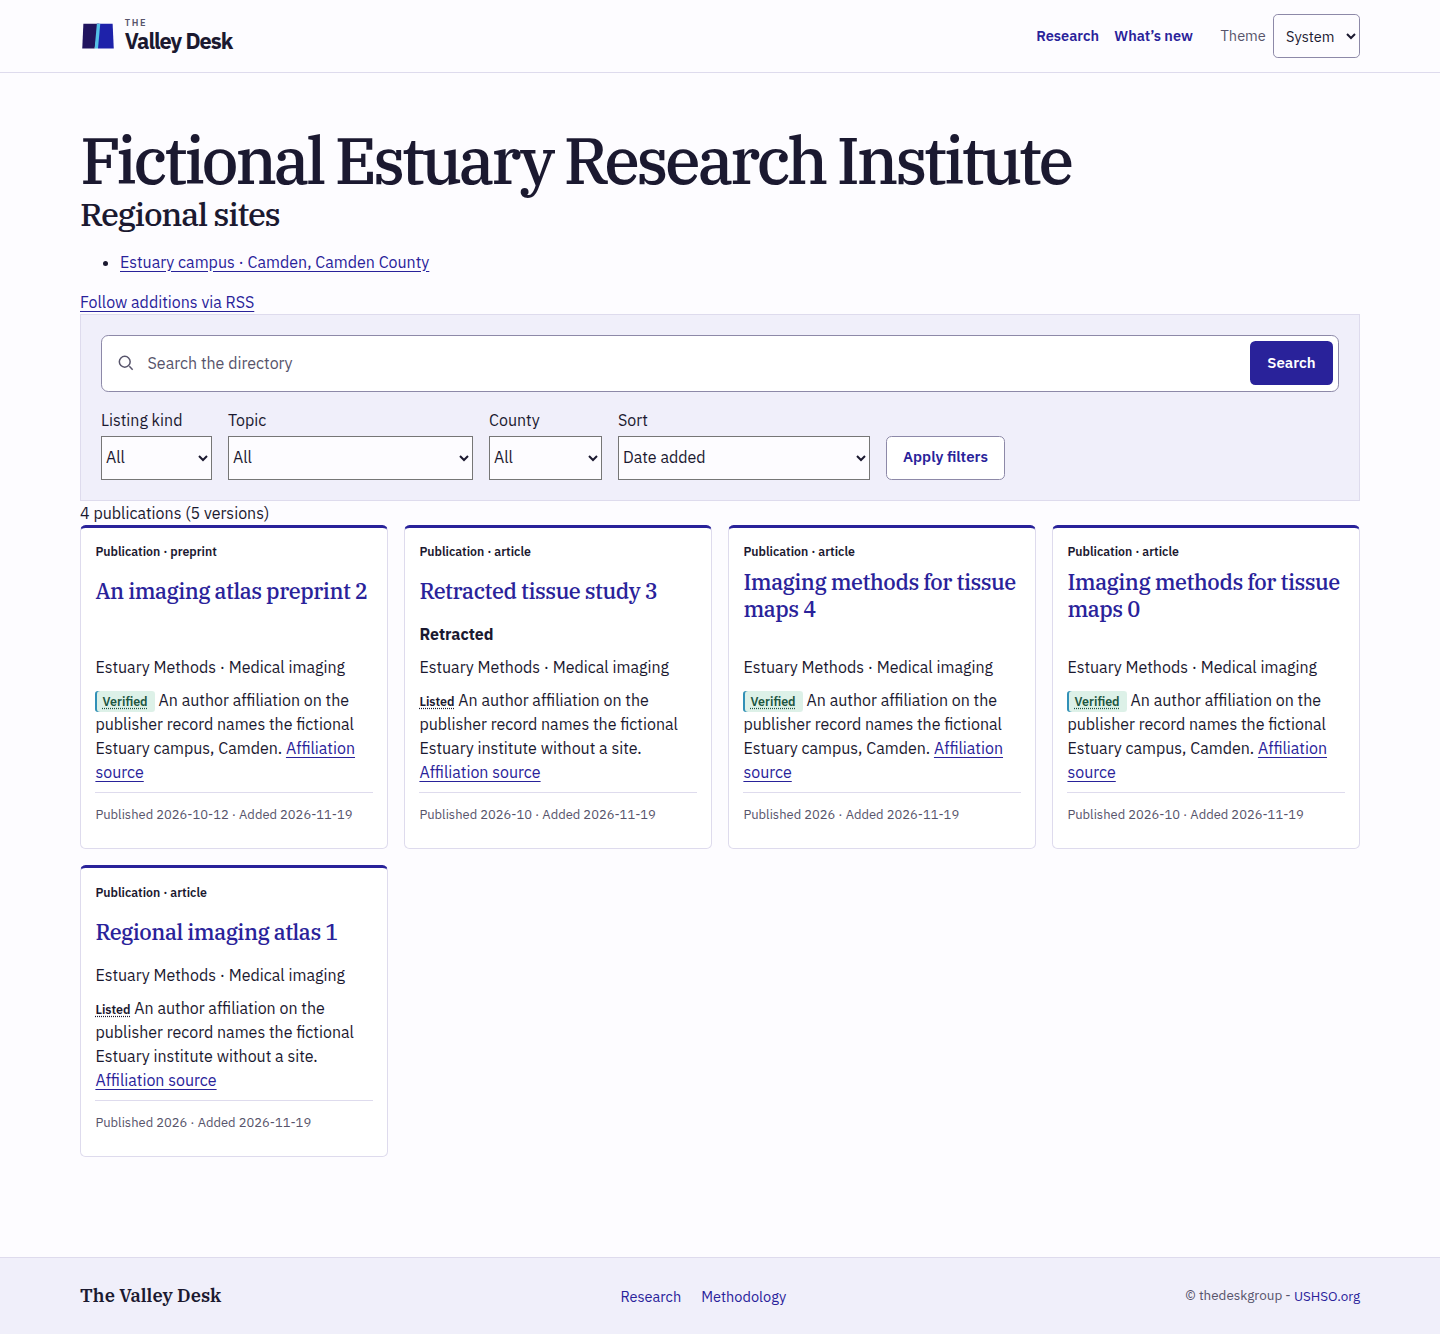 THE
Valley Desk
Research What's new Theme System
Fictional Estuary Research Institute
Regional sites
Estuary campus · Camden, Camden County
Follow additions via RSS
Search the directory Search
Listing kind Topic County Sort
All All All Date added Apply filters
4 publications (5 versions)
Publication · preprint
An imaging atlas preprint 2
Estuary Methods · Medical imaging
Verified An author affiliation on the
publisher record names the fictional
Estuary campus, Camden. Affiliation
source
Published 2026-10-12 · Added 2026-11-19
Publication · article
Retracted tissue study 3
Retracted
Estuary Methods · Medical imaging
Listed An author affiliation on the
publisher record names the fictional
Estuary institute without a site.
Affiliation source
Published 2026-10 · Added 2026-11-19
Publication · article
Imaging methods for tissue
maps 4
Estuary Methods · Medical imaging
Verified An author affiliation on the
publisher record names the fictional
Estuary campus, Camden. Affiliation
source
Published 2026 · Added 2026-11-19
Publication · article
Imaging methods for tissue
maps 0
Estuary Methods · Medical imaging
Verified An author affiliation on the
publisher record names the fictional
Estuary campus, Camden. Affiliation
source
Published 2026-10 · Added 2026-11-19
Publication · article
Regional imaging atlas 1
Estuary Methods · Medical imaging
Listed An author affiliation on the
publisher record names the fictional
Estuary institute without a site.
Affiliation source
Published 2026 · Added 2026-11-19
The Valley Desk Research Methodology © thedeskgroup - USHSO.org